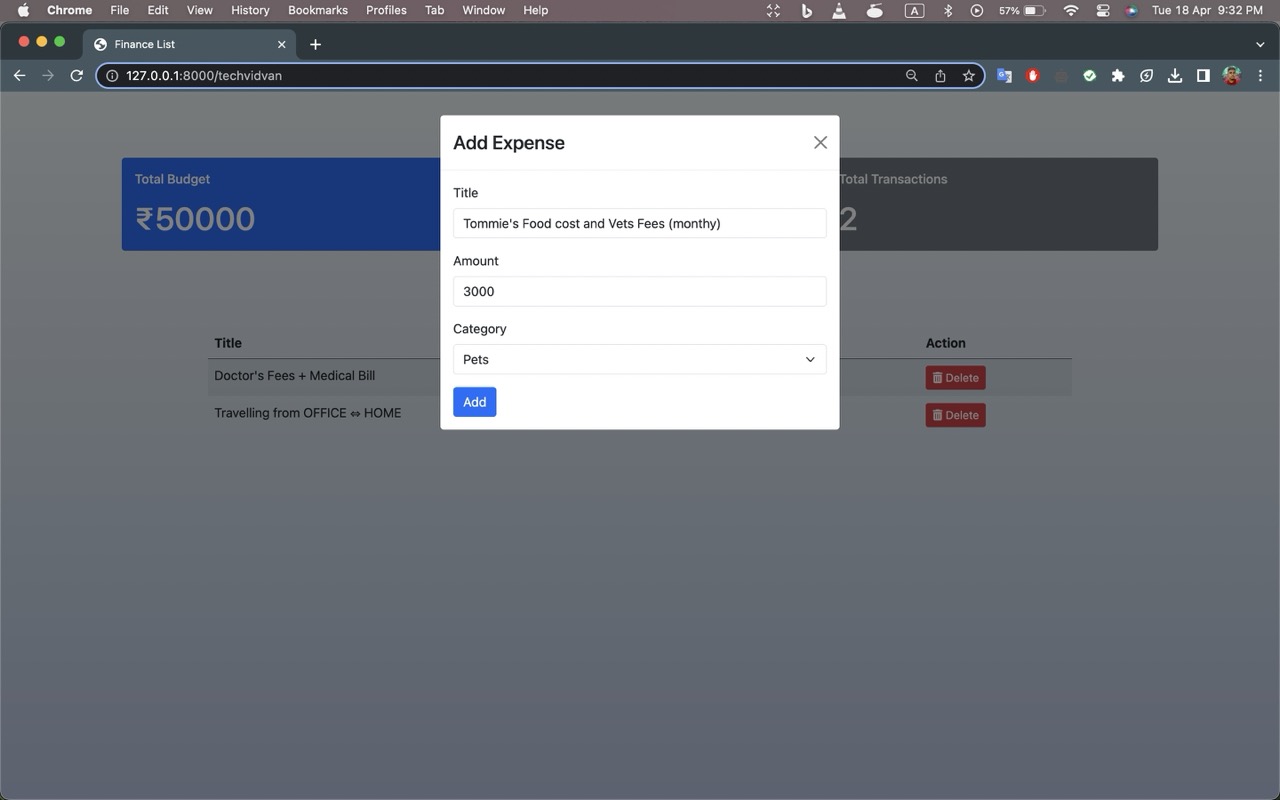 Chrome File Edit View History Bookmarks Profiles Tab Window Help A 57% Tue 18 Apr 9:32 PM
Finance List
127.0.0.1:8000/techvidvan
Add Expense
Total Budget
₹50000
Total Transactions
2
Title
Tommie's Food cost and Vets Fees (monthy)
Amount
3000
Category
Pets
Add
Title Action
Doctor's Fees + Medical Bill Delete
Travelling from OFFICE ⇔ HOME Delete